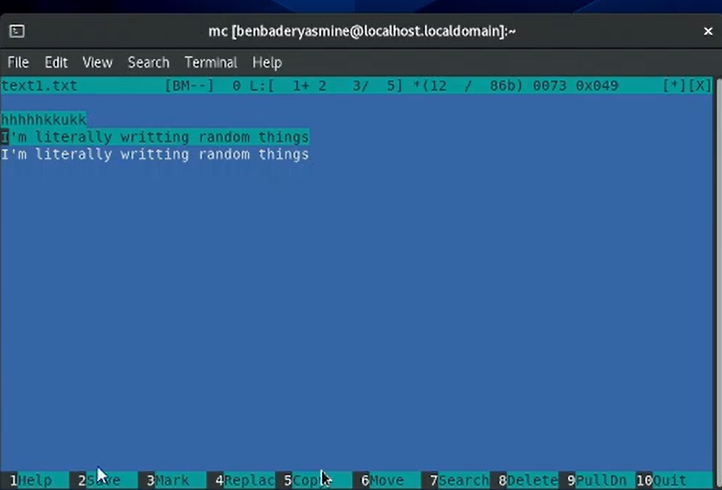 mc [benbaderyasmine@localhost.localdomain]:~
File Edit View Search Terminal Help
text1.txt [BM--] 0 L:[ 1+ 2 3/ 5] *(12 / 86b) 0073 0x049 [*][X]
hhhhhkkukk
I'm literally writting random things
I'm literally writting random things
1Help 2Save 3Mark 4Replac 5Copy 6Move 7Search 8Delete 9PullDn 10Quit